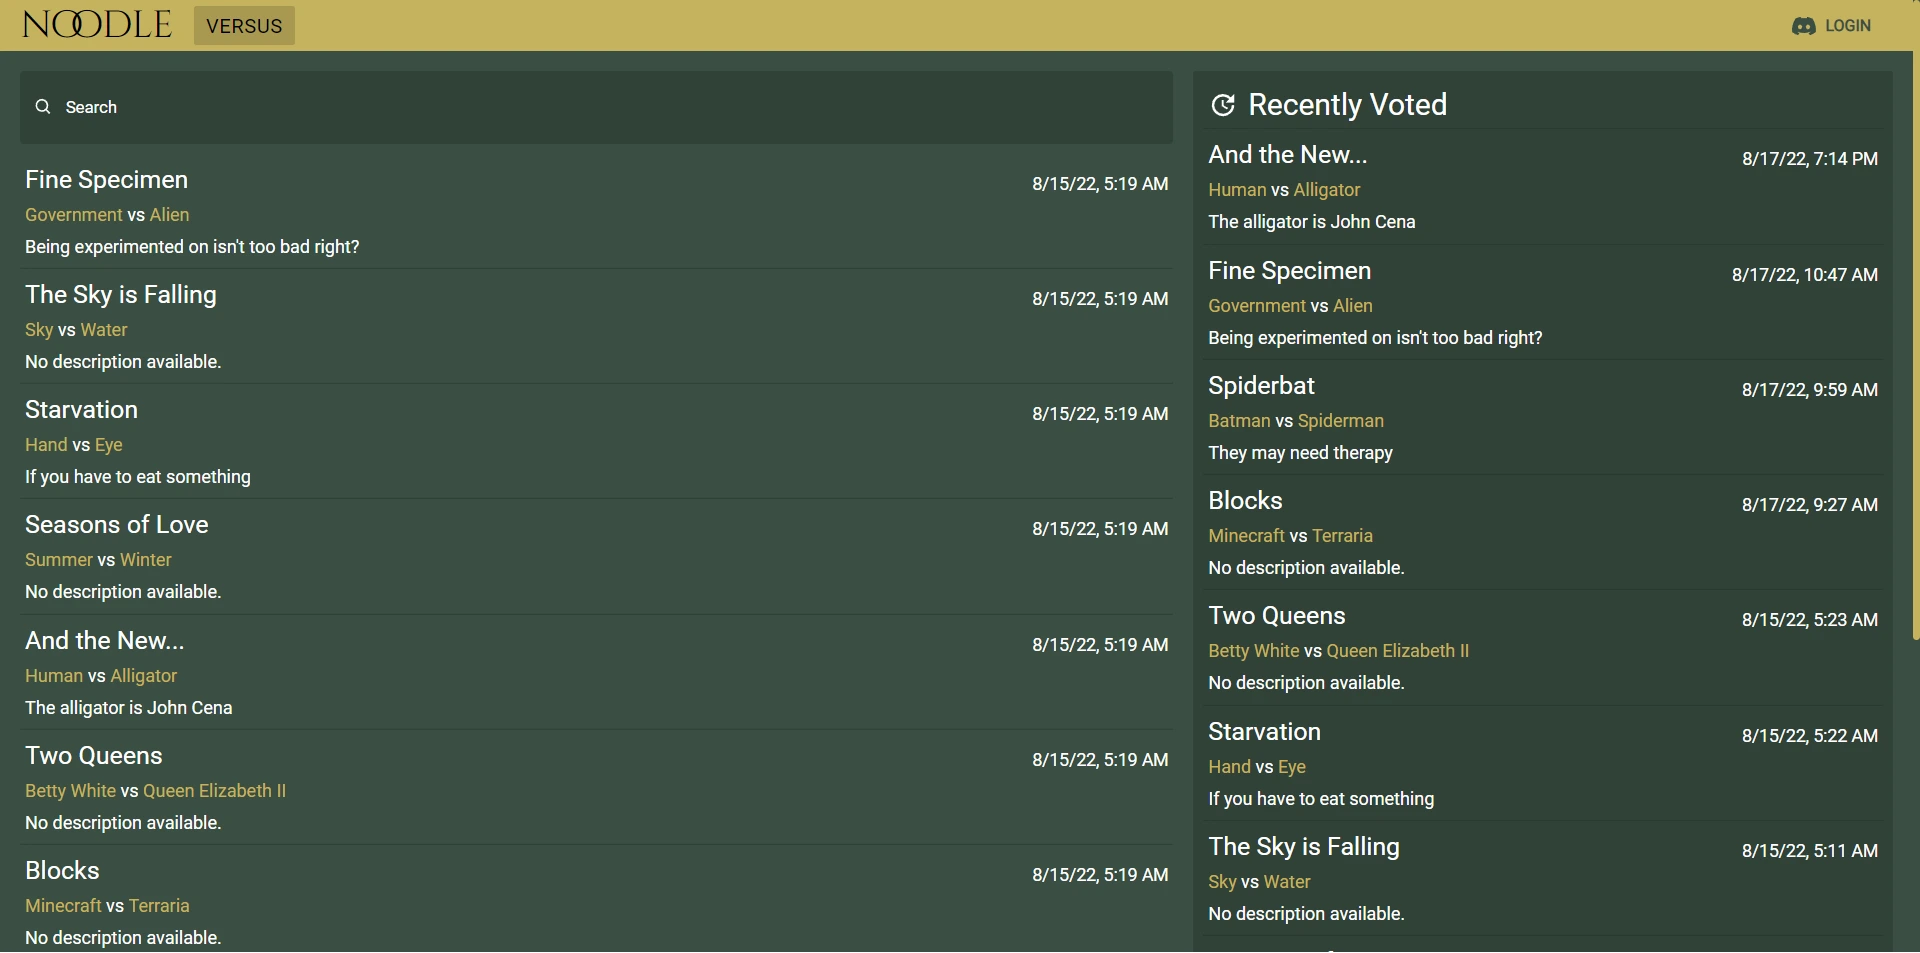 NOODLE VERSUS LOGIN
Search
Fine Specimen 8/15/22, 5:19 AM
Government vs Alien
Being experimented on isn't too bad right?
The Sky is Falling 8/15/22, 5:19 AM
Sky vs Water
No description available.
Starvation 8/15/22, 5:19 AM
Hand vs Eye
If you have to eat something
Seasons of Love 8/15/22, 5:19 AM
Summer vs Winter
No description available.
And the New... 8/15/22, 5:19 AM
Human vs Alligator
The alligator is John Cena
Two Queens 8/15/22, 5:19 AM
Betty White vs Queen Elizabeth II
No description available.
Blocks 8/15/22, 5:19 AM
Minecraft vs Terraria
No description available.
Recently Voted
And the New... 8/17/22, 7:14 PM
Human vs Alligator
The alligator is John Cena
Fine Specimen 8/17/22, 10:47 AM
Government vs Alien
Being experimented on isn't too bad right?
Spiderbat 8/17/22, 9:59 AM
Batman vs Spiderman
They may need therapy
Blocks 8/17/22, 9:27 AM
Minecraft vs Terraria
No description available.
Two Queens 8/15/22, 5:23 AM
Betty White vs Queen Elizabeth II
No description available.
Starvation 8/15/22, 5:22 AM
Hand vs Eye
If you have to eat something
The Sky is Falling 8/15/22, 5:11 AM
Sky vs Water
No description available.